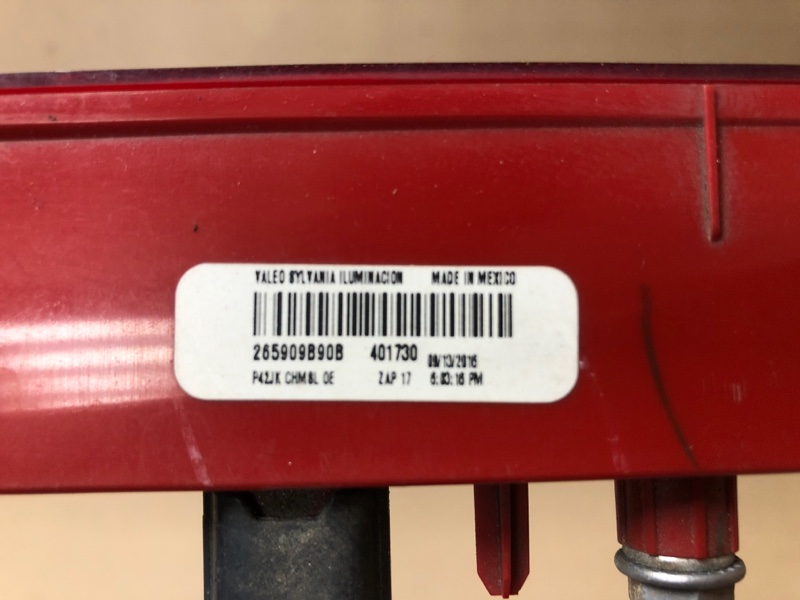 VALEO SYLVANIA ILUMINACION MADE IN MEXICO
265909B90B 401730 09/13/2016
P42JK CHMSL OE ZAP 17 6:03:16 PM